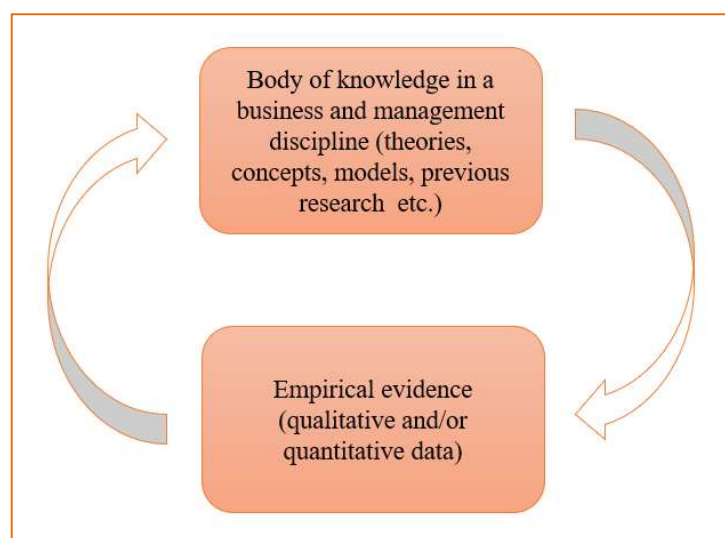 Body of knowledge in a
business and management
discipline (theories,
concepts, models, previous
research etc.)
Empirical evidence
(qualitative and/or
quantitative data)